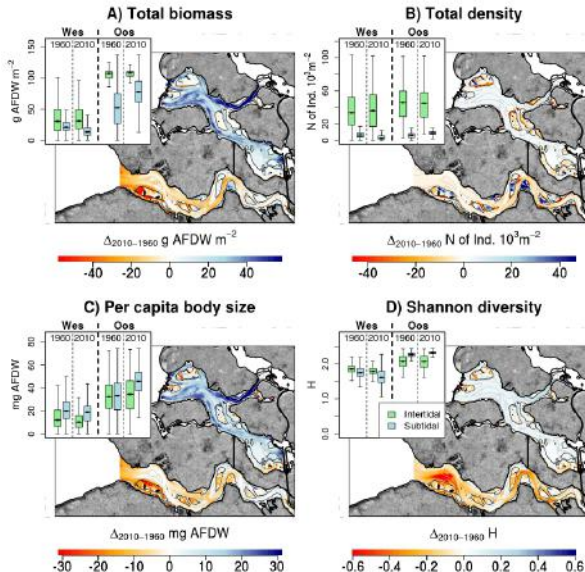 A) Total biomass
Wes Oos
1960 2010 1960 2010
g AFDW m⁻²
0 50 100 150
Δ2010−1960 g AFDW m⁻²
-40 -20 0 20 40
B) Total density
Wes Oos
1960 2010 1960 2010
N of Ind. 10³m⁻²
0 20 40 60 80 100
Δ2010−1960 N of Ind. 10³m⁻²
-40 -20 0 20 40
C) Per capita body size
Wes Oos
1960 2010 1960 2010
mg AFDW
0 20 40 60 80
Δ2010−1960 mg AFDW
-30 -20 -10 0 10 20 30
D) Shannon diversity
Wes Oos
1960 2010 1960 2010
H
0.0 1.0 2.0
Intertidal
Subtidal
Δ2010−1960 H
-0.6 -0.4 -0.2 0.0 0.2 0.4 0.6